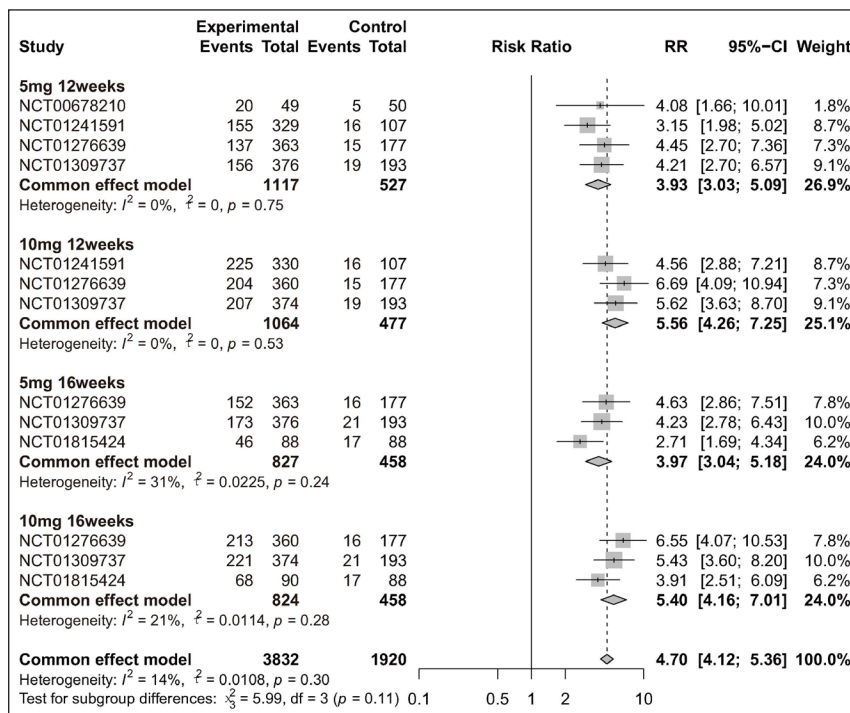 Experimental Control
Study Events Total Events Total Risk Ratio RR 95%−CI Weight
5mg 12weeks
NCT00678210 20 49 5 50 4.08 [1.66; 10.01] 1.8%
NCT01241591 155 329 16 107 3.15 [1.98; 5.02] 8.7%
NCT01276639 137 363 15 177 4.45 [2.70; 7.36] 7.3%
NCT01309737 156 376 19 193 4.21 [2.70; 6.57] 9.1%
Common effect model 1117 527 3.93 [3.03; 5.09] 26.9%
Heterogeneity: I² = 0%, τ² = 0, p = 0.75
10mg 12weeks
NCT01241591 225 330 16 107 4.56 [2.88; 7.21] 8.7%
NCT01276639 204 360 15 177 6.69 [4.09; 10.94] 7.3%
NCT01309737 207 374 19 193 5.62 [3.63; 8.70] 9.1%
Common effect model 1064 477 5.56 [4.26; 7.25] 25.1%
Heterogeneity: I² = 0%, τ² = 0, p = 0.53
5mg 16weeks
NCT01276639 152 363 16 177 4.63 [2.86; 7.51] 7.8%
NCT01309737 173 376 21 193 4.23 [2.78; 6.43] 10.0%
NCT01815424 46 88 17 88 2.71 [1.69; 4.34] 6.2%
Common effect model 827 458 3.97 [3.04; 5.18] 24.0%
Heterogeneity: I² = 31%, τ² = 0.0225, p = 0.24
10mg 16weeks
NCT01276639 213 360 16 177 6.55 [4.07; 10.53] 7.8%
NCT01309737 221 374 21 193 5.43 [3.60; 8.20] 10.0%
NCT01815424 68 90 17 88 3.91 [2.51; 6.09] 6.2%
Common effect model 824 458 5.40 [4.16; 7.01] 24.0%
Heterogeneity: I² = 21%, τ² = 0.0114, p = 0.28
Common effect model 3832 1920 4.70 [4.12; 5.36] 100.0%
Heterogeneity: I² = 14%, τ² = 0.0108, p = 0.30
Test for subgroup differences: χ²₃ = 5.99, df = 3 (p = 0.11) 0.1 0.5 1 2 10